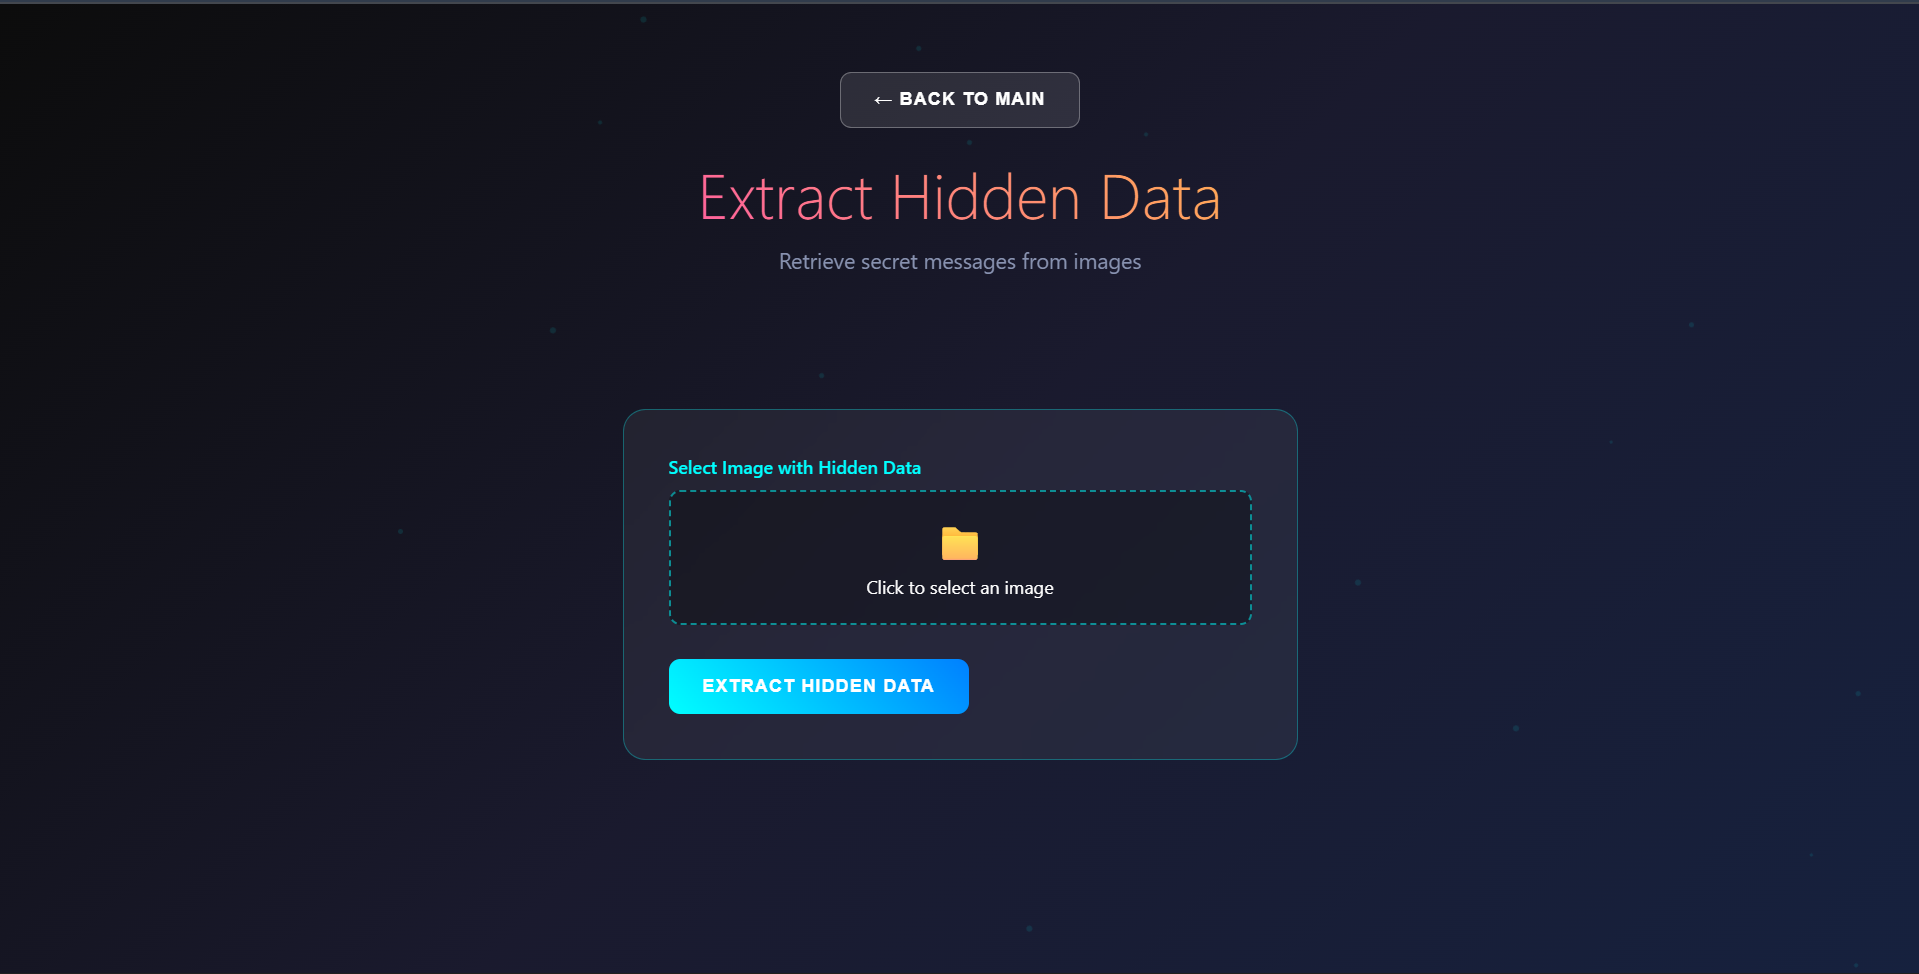 ← BACK TO MAIN
Extract Hidden Data
Retrieve secret messages from images
Select Image with Hidden Data
Click to select an image
EXTRACT HIDDEN DATA